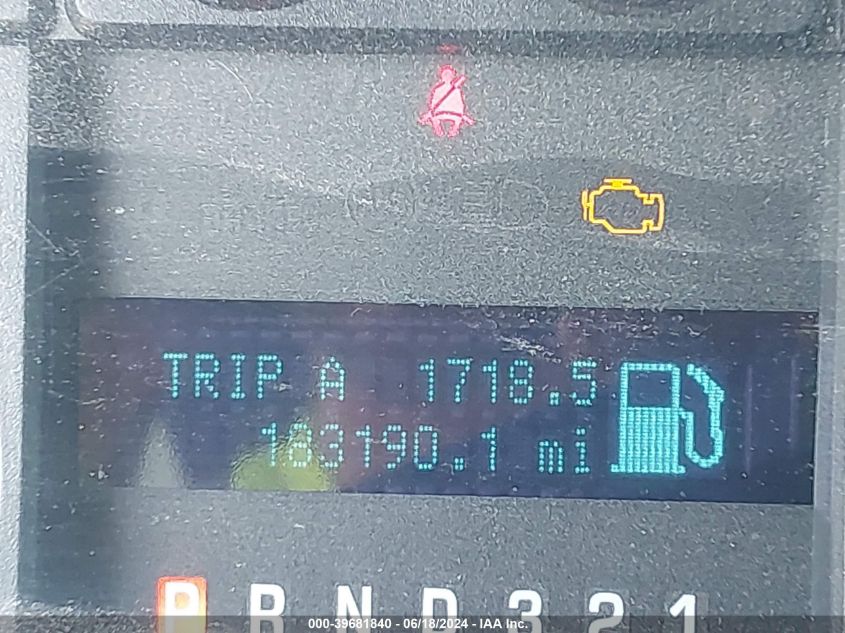 TRIP A 1718.5
183190.1 mi
P R N D 3 2 1
000-39681840 - 06/18/2024 - IAA Inc.